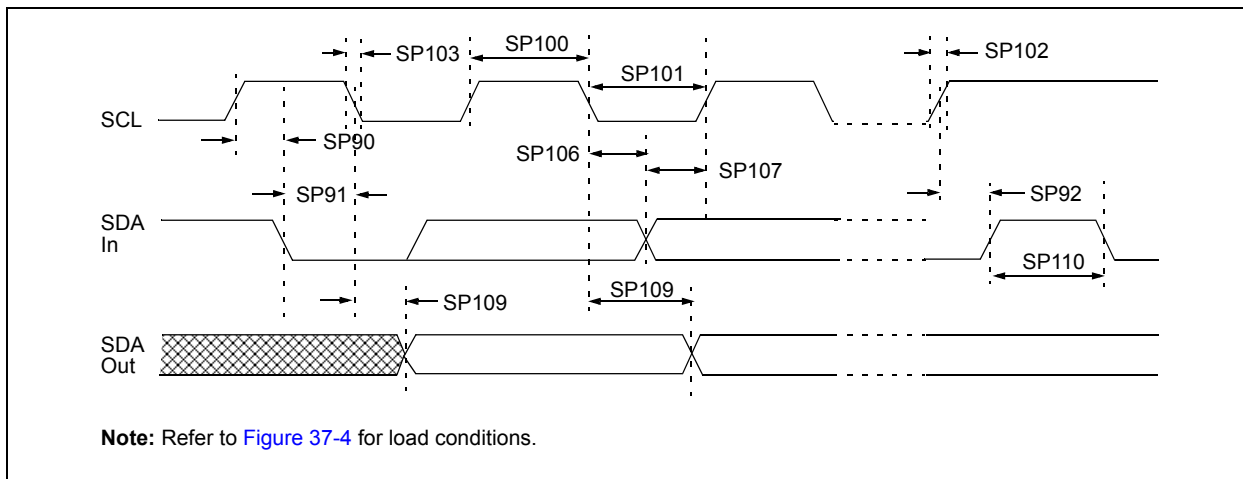 SP103
SP100
SP102
SP101
SCL
SP90
SP106
SP107
SP91
SP92
SDA
In
SP110
SP109
SP109
SDA
Out
Note: Refer to Figure 37-4 for load conditions.